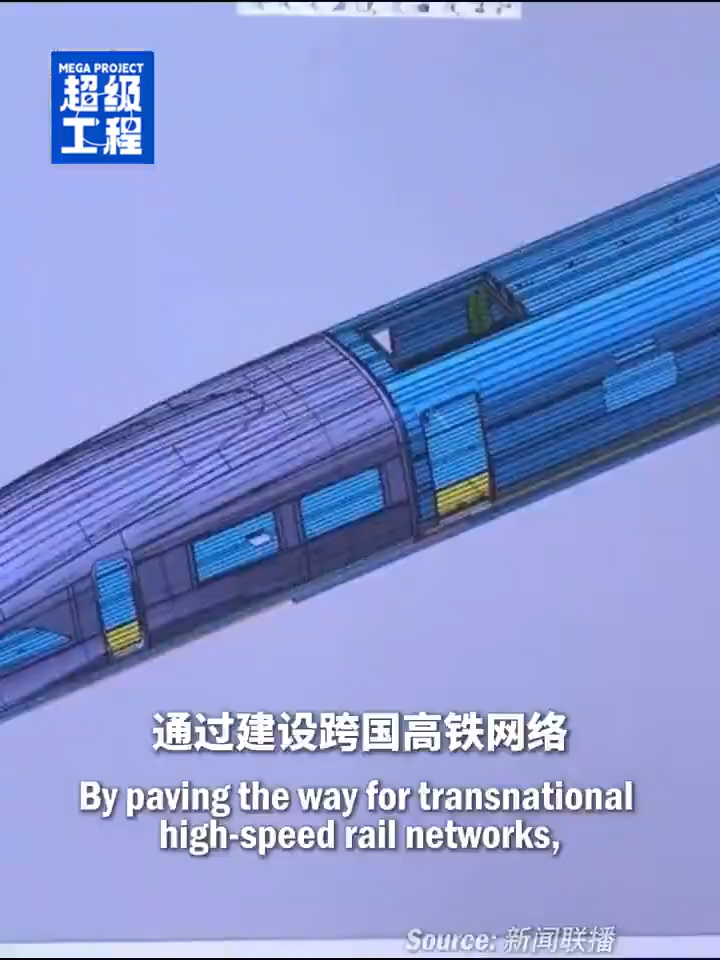 MEGA PROJECT
超级
工程
通过建设跨国高铁网络
By paving the way for transnational
high-speed rail networks,
Source: 新闻联播